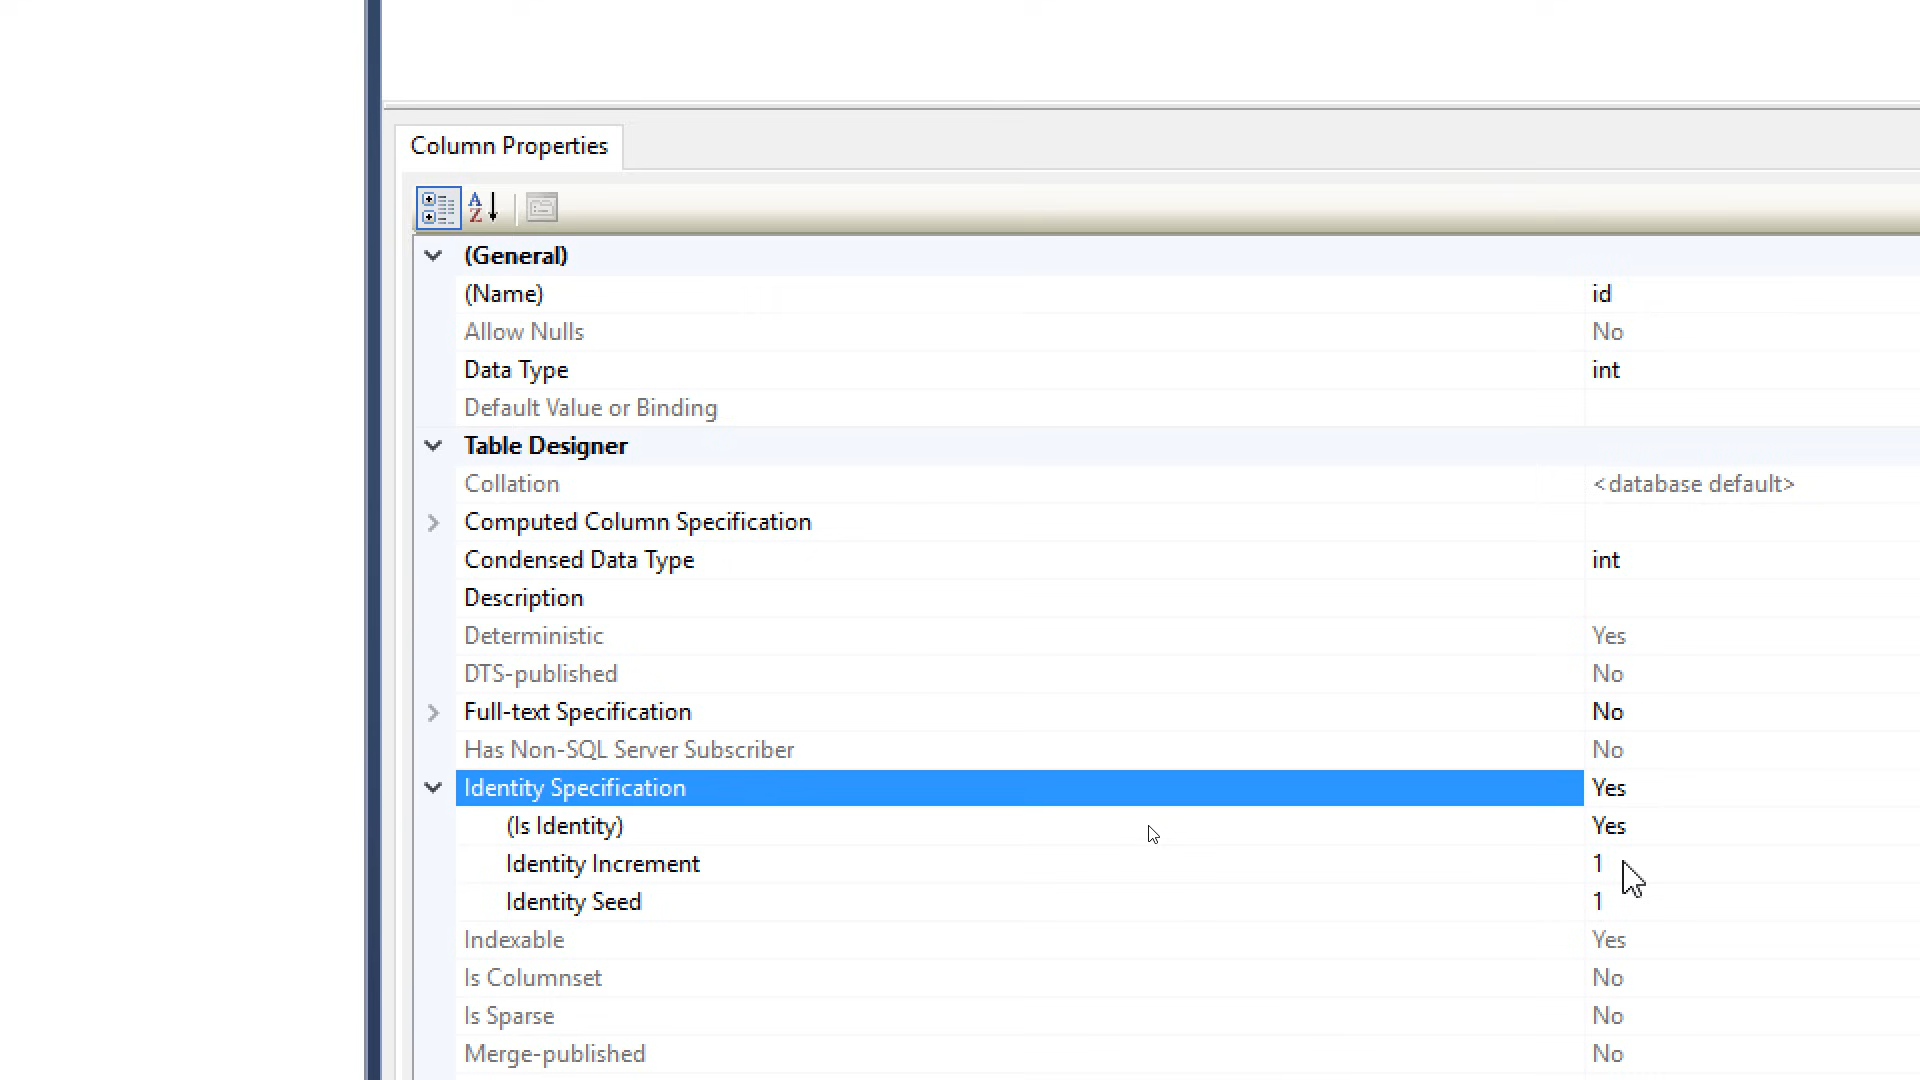 Column Properties
(General)
(Name) id
Allow Nulls No
Data Type int
Default Value or Binding
Table Designer
Collation <database default>
Computed Column Specification
Condensed Data Type int
Description
Deterministic Yes
DTS-published No
Full-text Specification No
Has Non-SQL Server Subscriber No
Identity Specification Yes
(Is Identity) Yes
Identity Increment 1
Identity Seed 1
Indexable Yes
Is Columnset No
Is Sparse No
Merge-published No